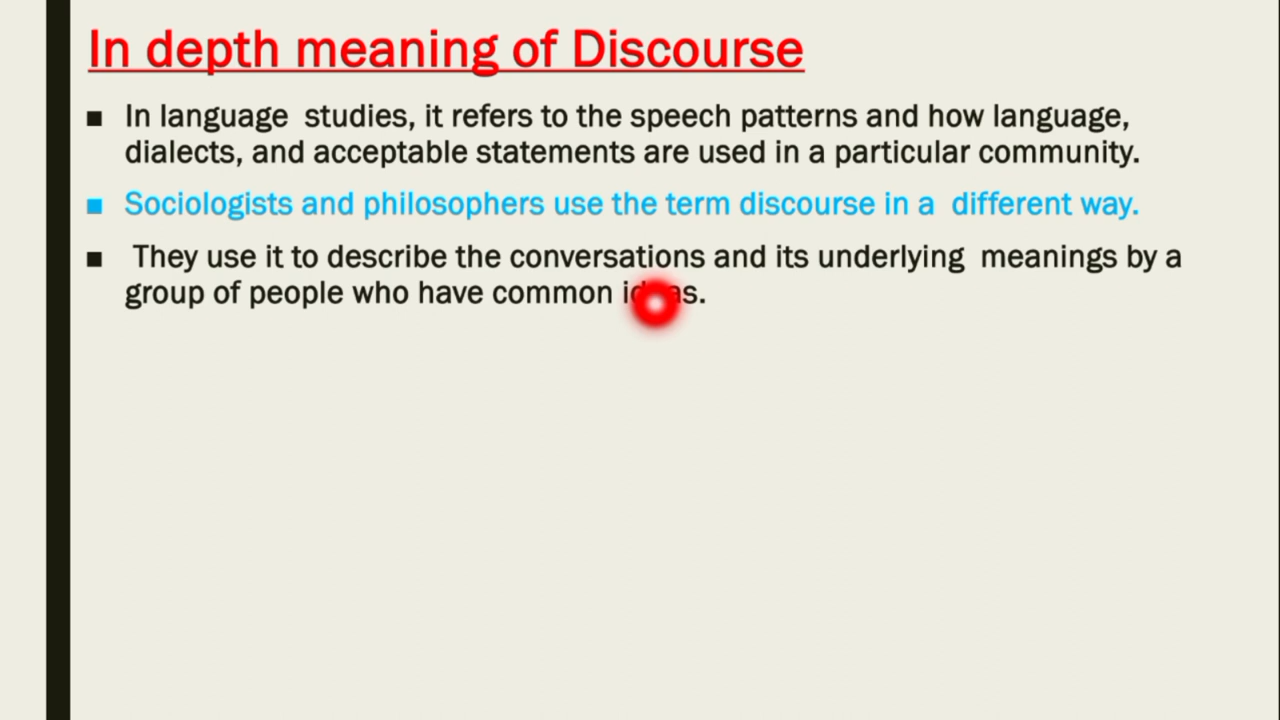 In depth meaning of Discourse
■ In language studies, it refers to the speech patterns and how language,
dialects, and acceptable statements are used in a particular community.
■ Sociologists and philosophers use the term discourse in a different way.
■ They use it to describe the conversations and its underlying meanings by a
group of people who have common ideas.